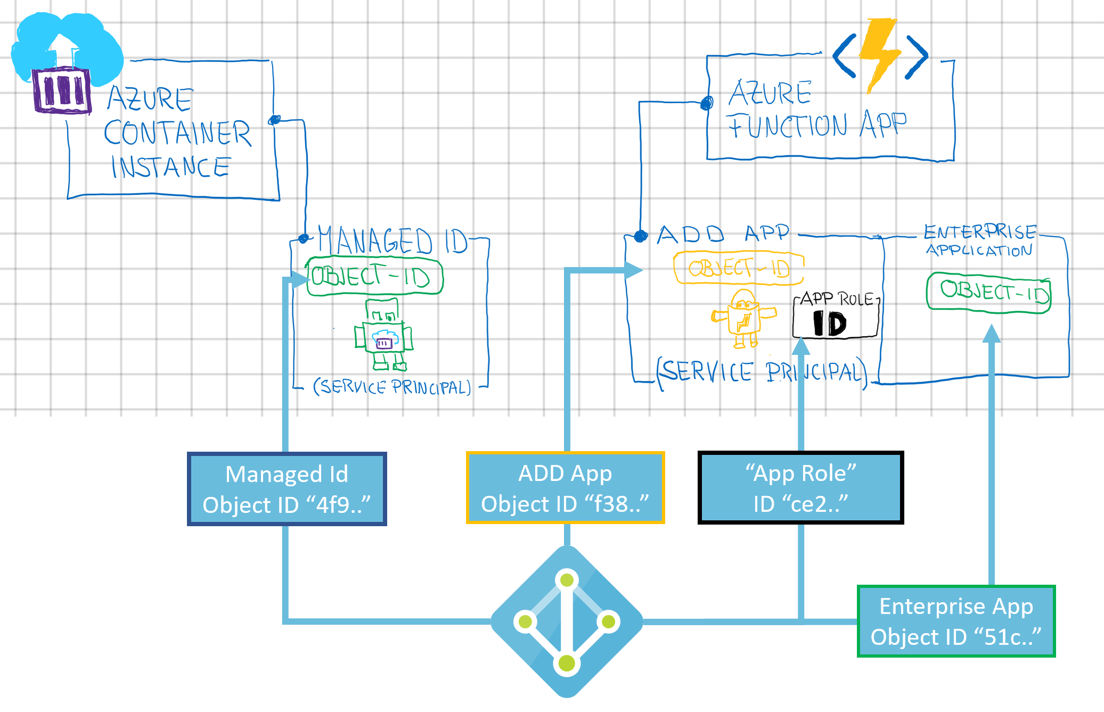 AZURE
CONTAINER
INSTANCE
AZURE
FUNCTION APP
MANAGED ID
OBJECT-ID
(SERVICE PRINCIPAL)
ADD APP
OBJECT-ID
APP ROLE
ID
(SERVICE PRINCIPAL)
ENTERPRISE
APPLICATION
OBJECT-ID
Managed Id
Object ID “4f9..”
ADD App
Object ID “f38..”
“App Role”
ID “ce2..”
Enterprise App
Object ID “51c..”